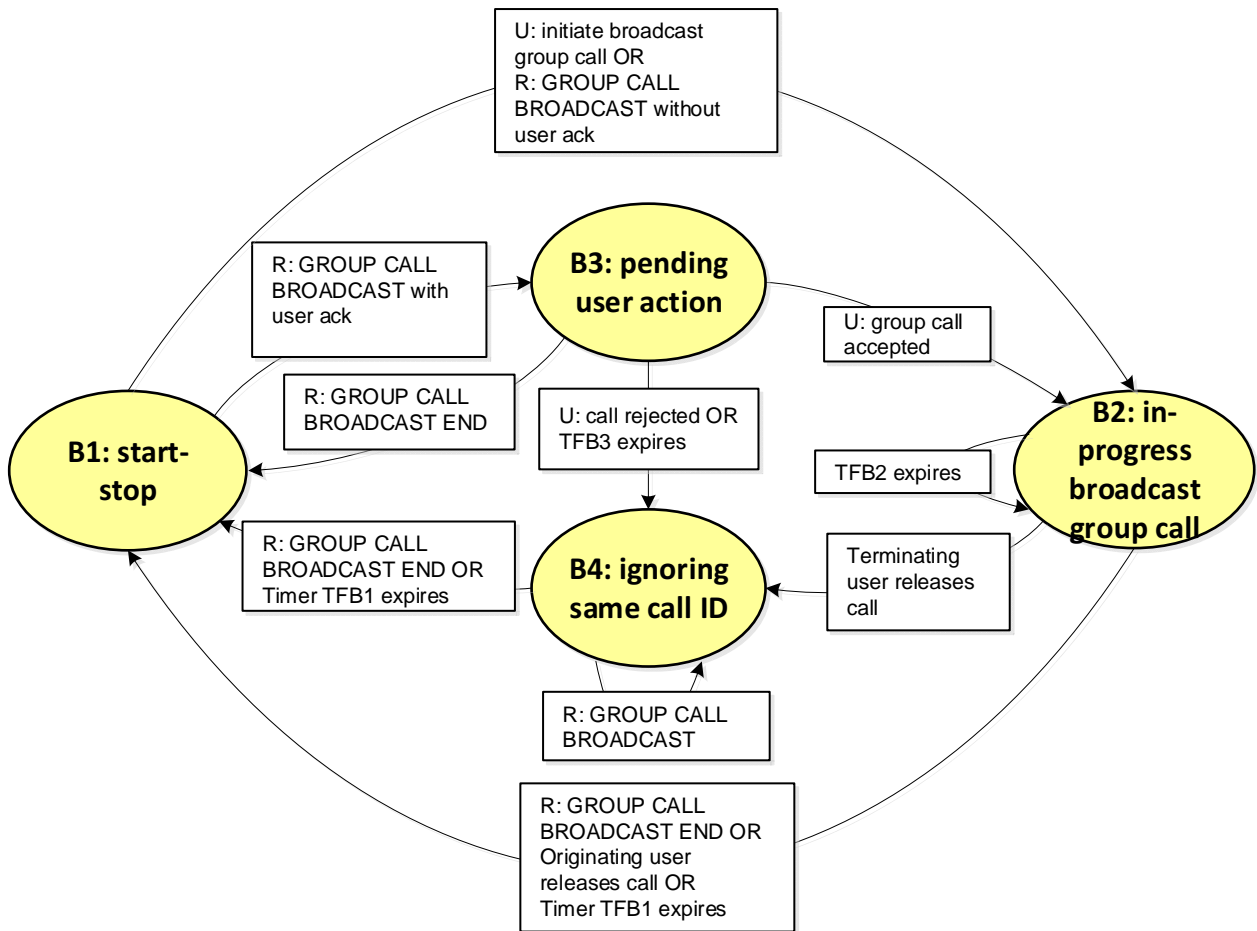 U: initiate broadcast
group call OR
R: GROUP CALL
BROADCAST without
user ack
R: GROUP CALL
BROADCAST with
user ack
B3: pending
user action
U: group call
accepted
R: GROUP CALL
BROADCAST END
U: call rejected OR
TFB3 expires
B1: start-
stop
B2: in-
progress
broadcast
group call
TFB2 expires
R: GROUP CALL
BROADCAST END OR
Timer TFB1 expires
B4: ignoring
same call ID
Terminating
user releases
call
R: GROUP CALL
BROADCAST
R: GROUP CALL
BROADCAST END OR
Originating user
releases call OR
Timer TFB1 expires